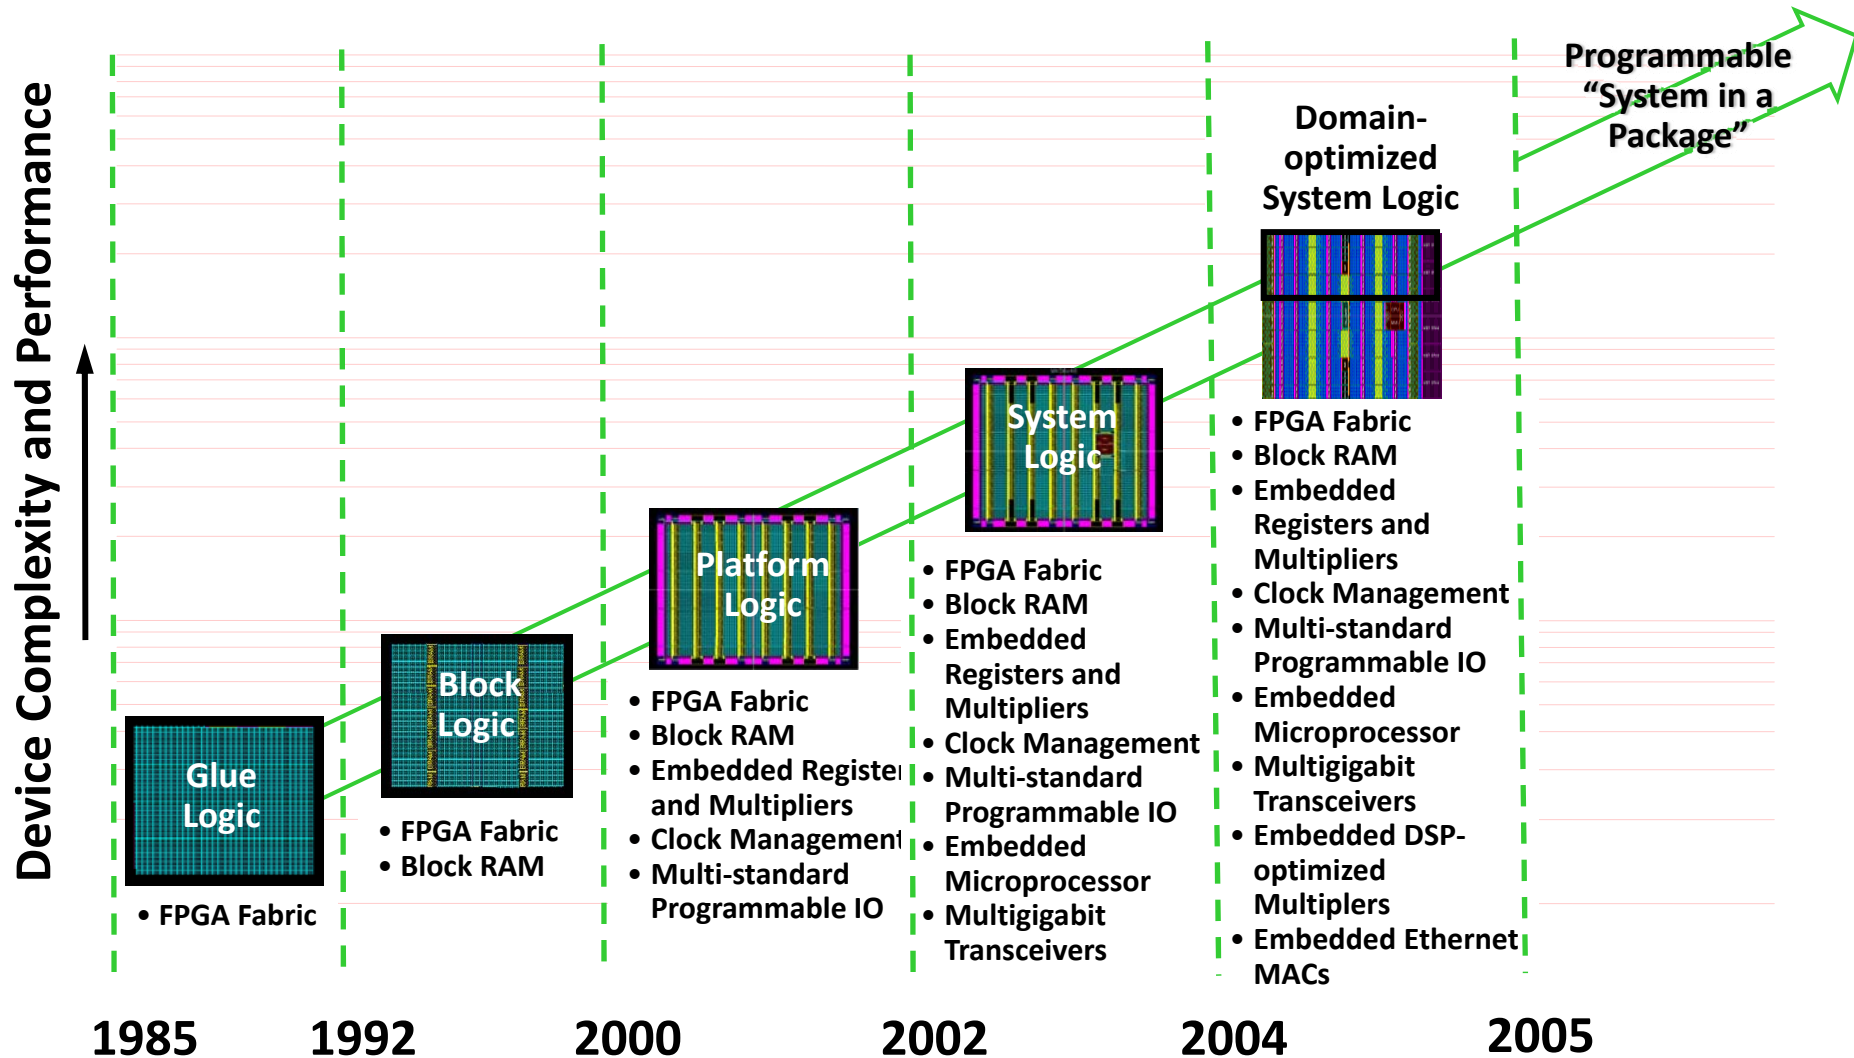 Device Complexity and Performance
Glue
Logic
• FPGA Fabric
Block
Logic
• FPGA Fabric
• Block RAM
Platform
Logic
• FPGA Fabric
• Block RAM
• Embedded Register
and Multipliers
• Clock Management
• Multi-standard
Programmable IO
System
Logic
• FPGA Fabric
• Block RAM
• Embedded
Registers and
Multipliers
• Clock Management
• Multi-standard
Programmable IO
• Embedded
Microprocessor
• Multigigabit
Transceivers
Domain-
optimized
System Logic
• FPGA Fabric
• Block RAM
• Embedded
Registers and
Multipliers
• Clock Management
• Multi-standard
Programmable IO
• Embedded
Microprocessor
• Multigigabit
Transceivers
• Embedded DSP-
optimized
Multiplers
• Embedded Ethernet
MACs
Programmable
“System in a
Package”
1985
1992
2000
2002
2004
2005